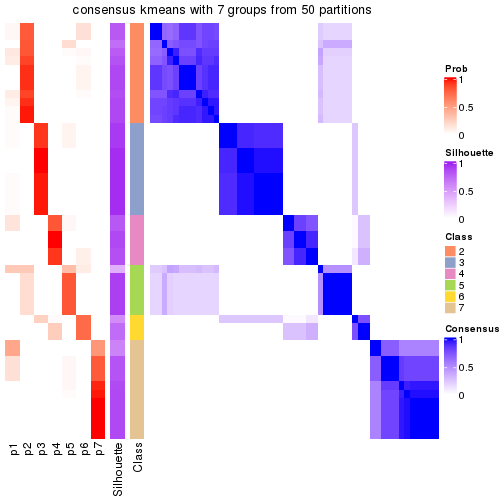 consensus kmeans with 7 groups from 50 partitions
Prob
1
0.5
0
Silhouette
1
0.5
0
Class
2
3
4
5
6
7
Consensus
1
0.5
0
p1
p2
p3
p4
p5
p6
p7
Silhouette
Class